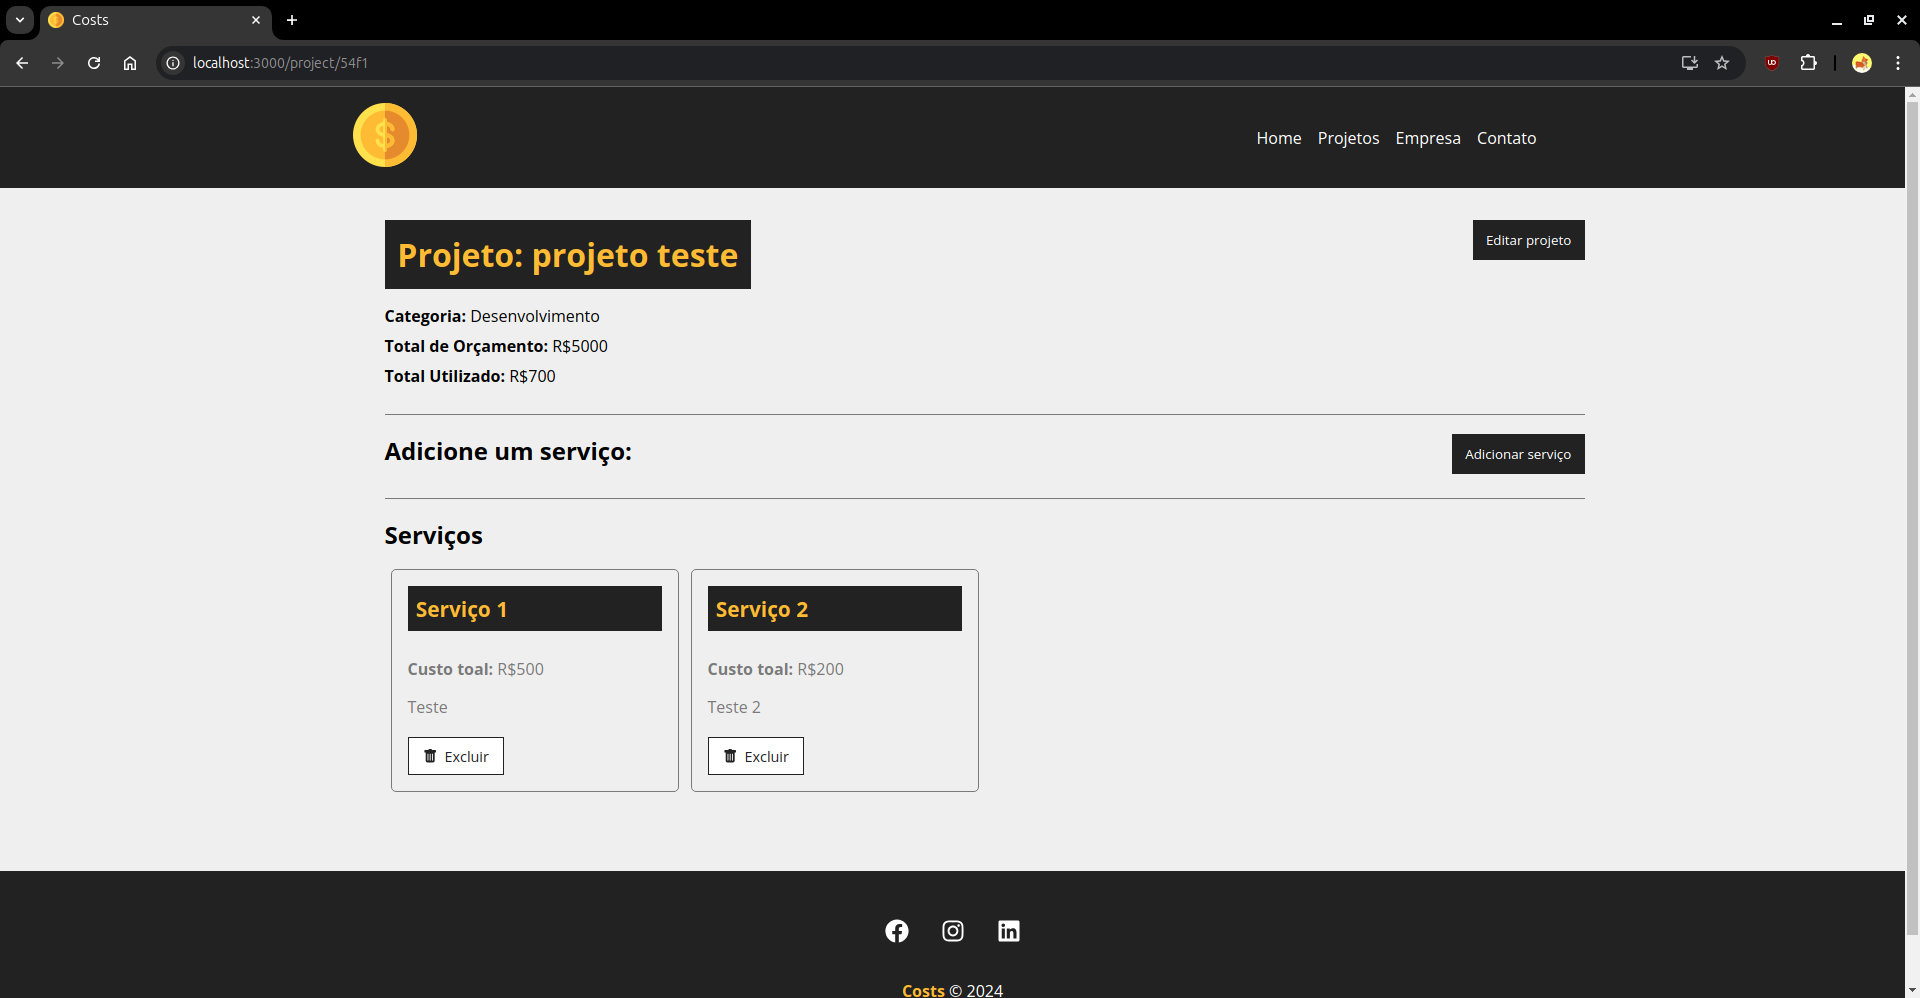 Costs
localhost:3000/project/54f1
$
Home Projetos Empresa Contato
Projeto: projeto teste
Editar projeto
Categoria: Desenvolvimento
Total de Orçamento: R$5000
Total Utilizado: R$700
Adicione um serviço:
Adicionar serviço
Serviços
Serviço 1
Custo toal: R$500
Teste
Excluir
Serviço 2
Custo toal: R$200
Teste 2
Excluir
Costs © 2024